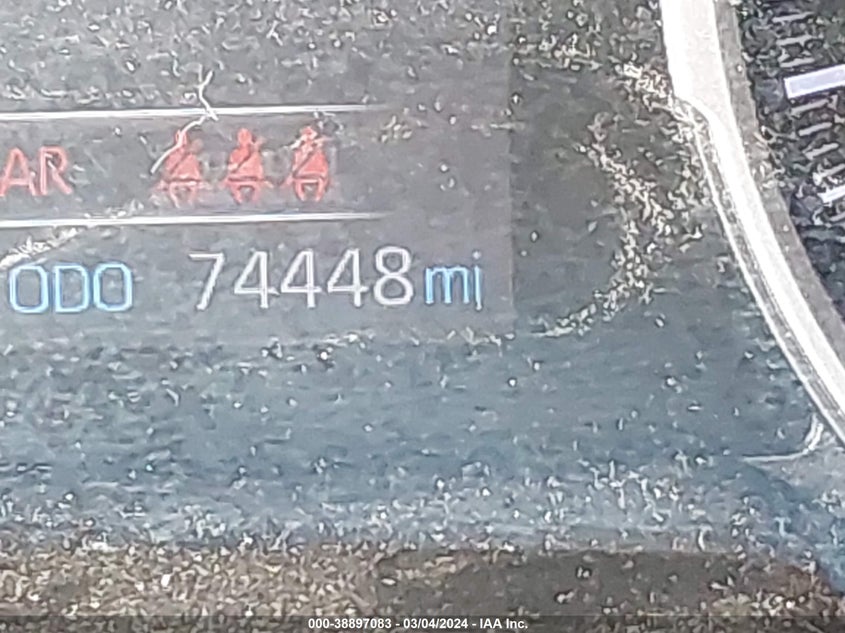 AR
ODO 74448 mi
000-38897083 - 03/04/2024 - IAA Inc.